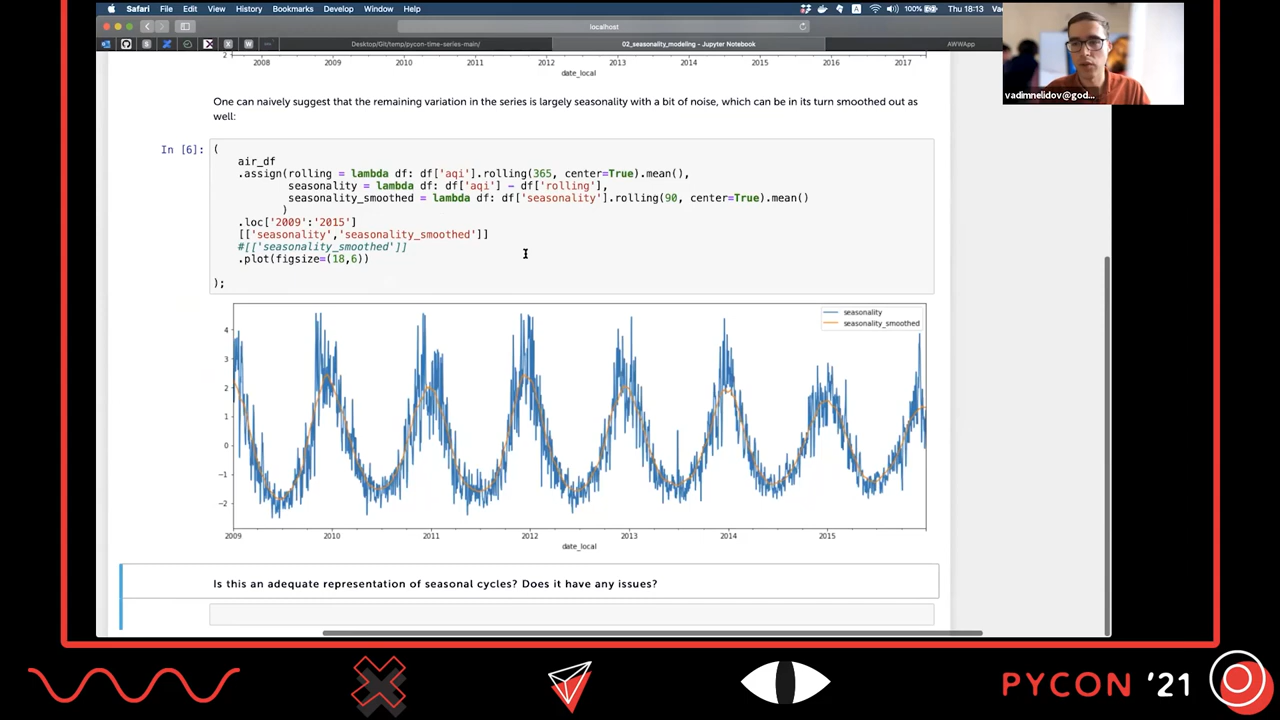 Safari File Edit View History Bookmarks Develop Window Help
100% Thu 18:13 Vac
localhost
Desktop/Git/temp/pycon-time-series-main/ 02_seasonality_modeling - Jupyter Notebook AWWApp
vadimnelidov@god...
2
2008 2009 2010 2011 2012 2013 2014 2015 2016 2017
date_local
One can naively suggest that the remaining variation in the series is largely seasonality with a bit of noise, which can be in its turn smoothed out as
well:
In [6]: (
air_df
.assign(rolling = lambda df: df['aqi'].rolling(365, center=True).mean(),
seasonality = lambda df: df['aqi'] - df['rolling'],
seasonality_smoothed = lambda df: df['seasonality'].rolling(90, center=True).mean()
)
.loc['2009':'2015']
[['seasonality','seasonality_smoothed']]
#[['seasonality_smoothed']]
.plot(figsize=(18,6))
);
seasonality
seasonality_smoothed
4
3
2
1
0
-1
-2
2009 2010 2011 2012 2013 2014 2015
date_local
Is this an adequate representation of seasonal cycles? Does it have any issues?
PYCON '21